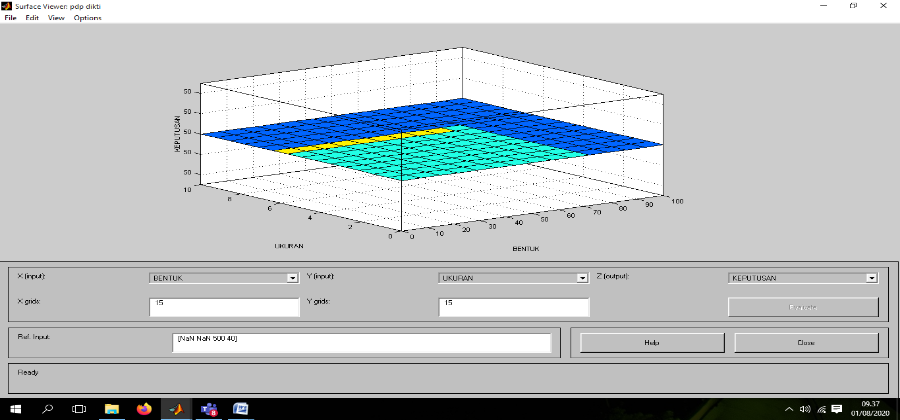 Surface Viewer: pdp dikti
File Edit View Options
50
50
50
50
50
KEPUTUSAN
10
8
6
4
2
0
UKURAN
0
10
20
30
40
50
60
70
80
90
100
BENTUK
X (input): BENTUK Y (input): UKURAN Z (output): KEPUTUSAN
X grids: 15 Y grids: 15 Evaluate
Ref. Input: [NaN NaN 500 40] Help Close
Ready
09.37
01/08/2020